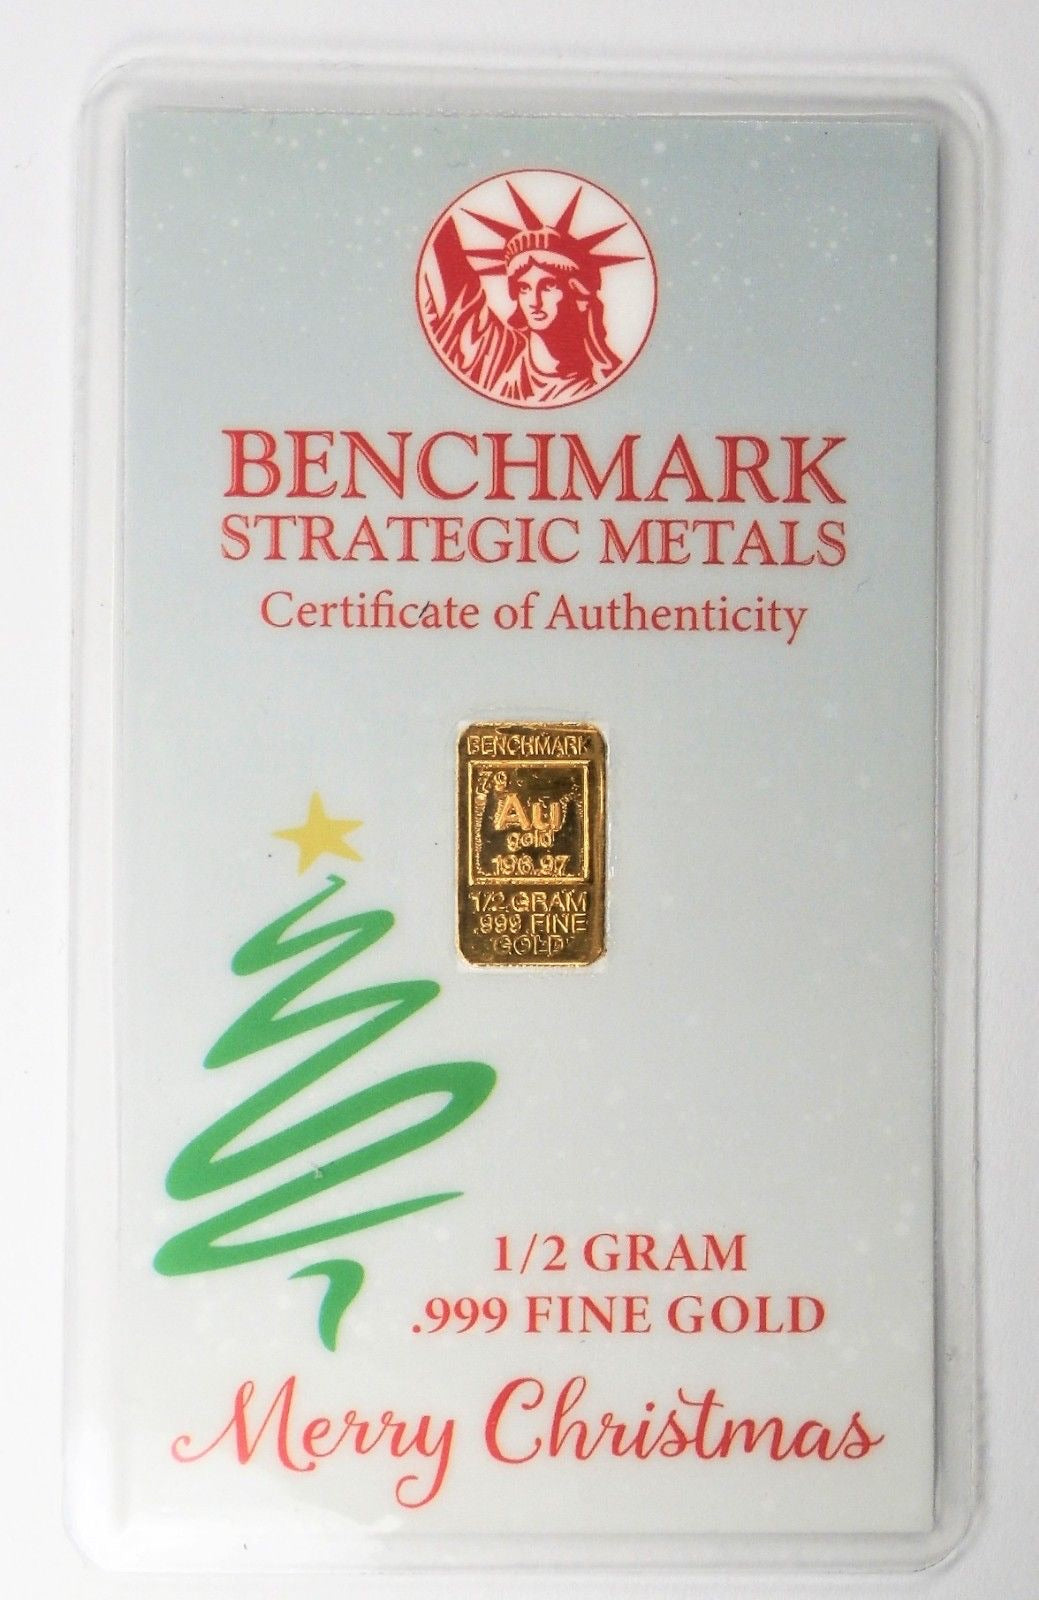 BENCHMARK
STRATEGIC METALS
Certificate of Authenticity
BENCHMARK
79
Au
gold
196.97
1/2 GRAM
.999 FINE
GOLD
1/2 GRAM
.999 FINE GOLD
Merry Christmas